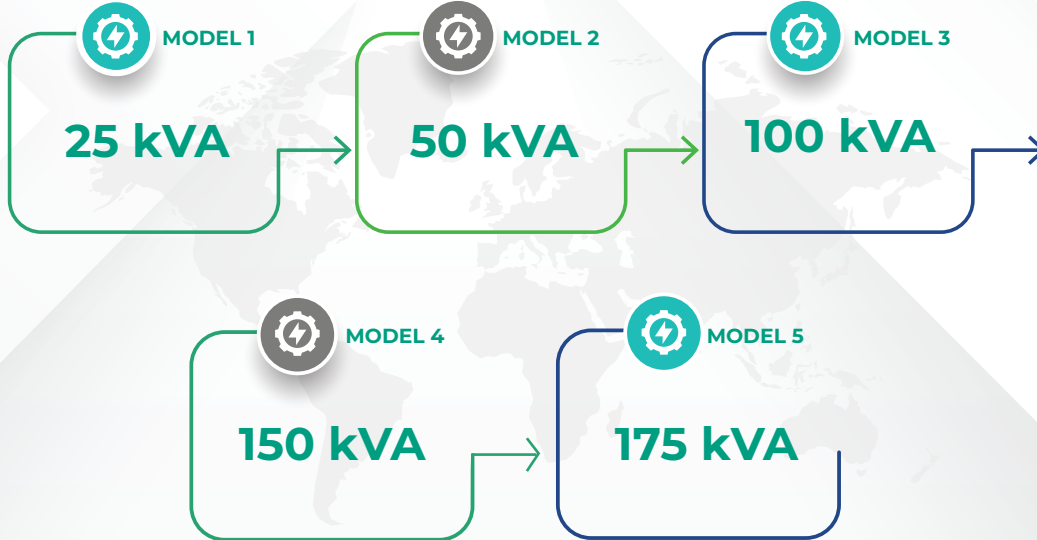 MODEL 1
25 kVA
MODEL 2
50 kVA
MODEL 3
100 kVA
MODEL 4
150 kVA
MODEL 5
175 kVA